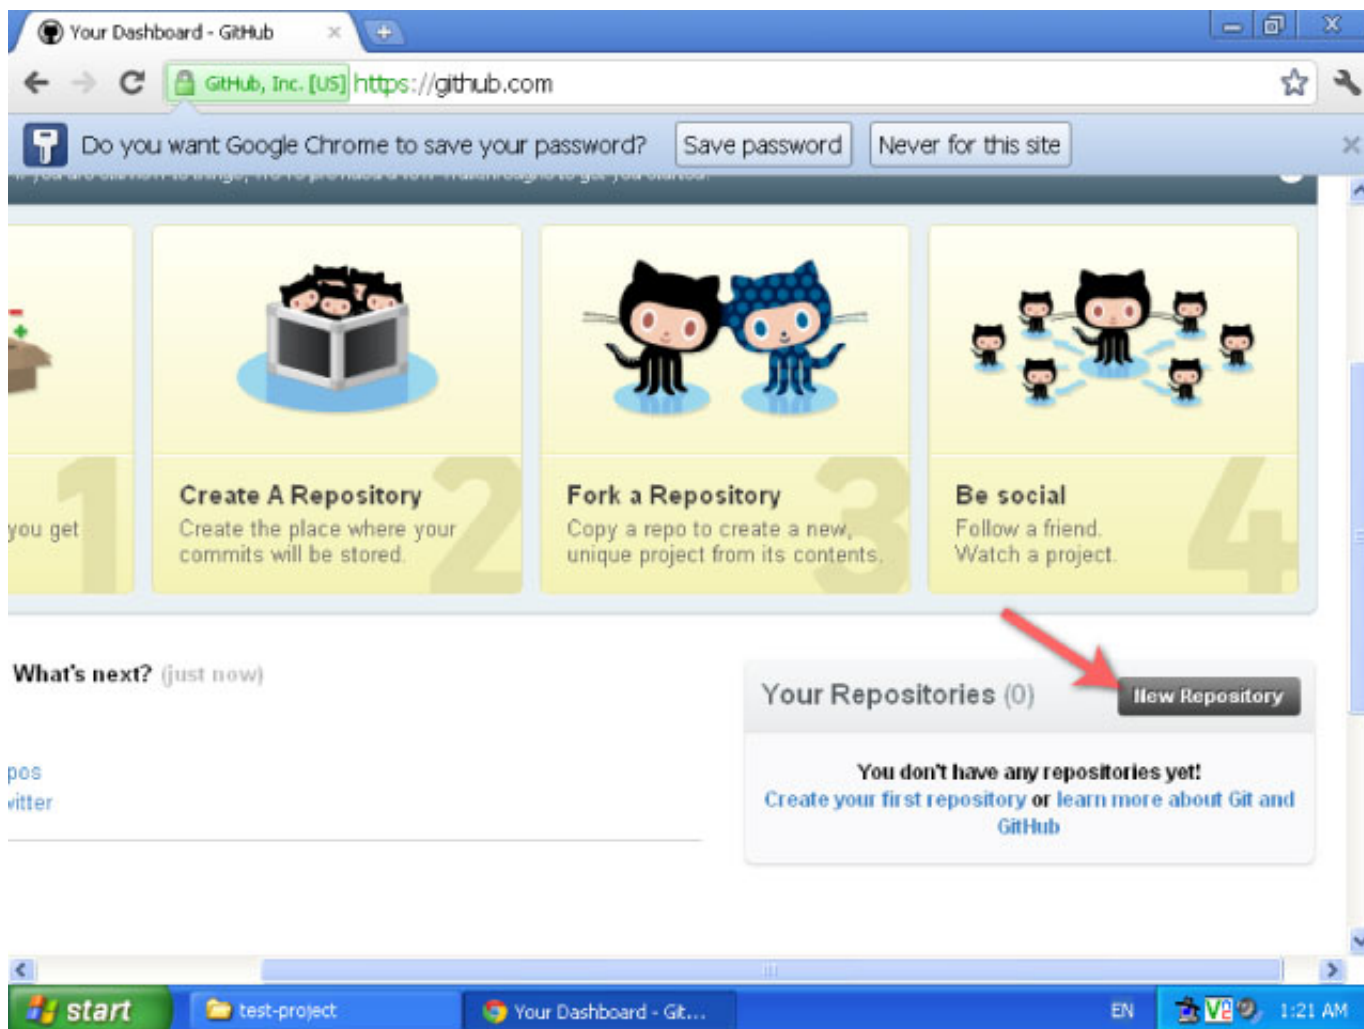 Your Dashboard - GitHub
GitHub, Inc. [US] https://github.com
Do you want Google Chrome to save your password? Save password Never for this site
1
you get
2
Create A Repository
Create the place where your
commits will be stored.
3
Fork a Repository
Copy a repo to create a new,
unique project from its contents.
4
Be social
Follow a friend.
Watch a project.
What's next? (just now)
pos
vitter
Your Repositories (0) New Repository
You don't have any repositories yet!
Create your first repository or learn more about Git and
GitHub
start test-project Your Dashboard - Git... EN V2 1:21 AM